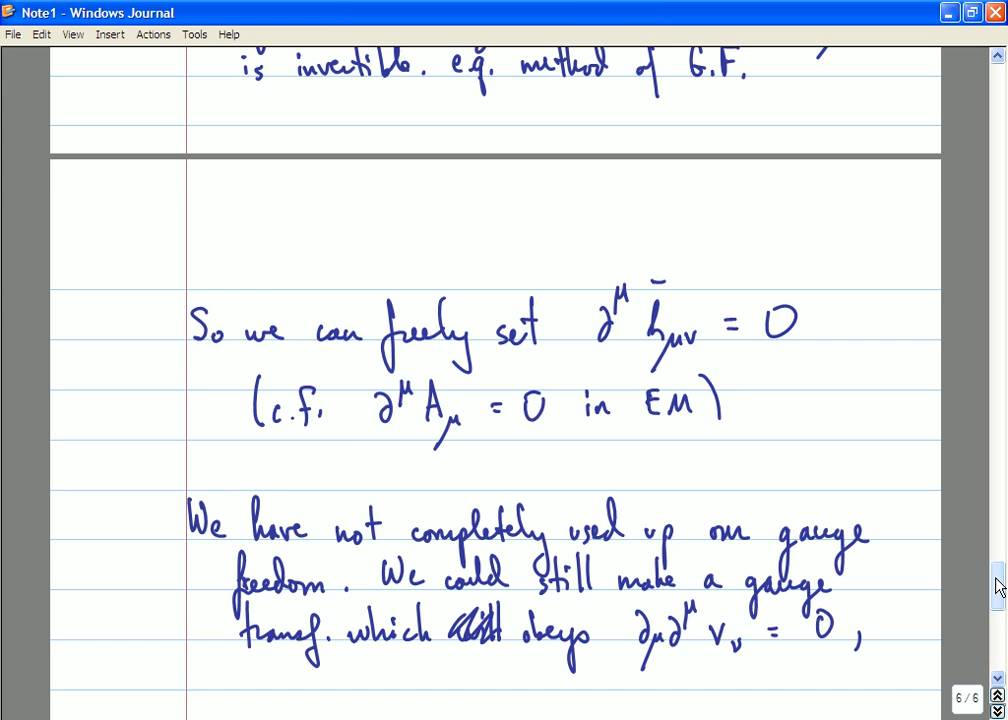 Note1 - Windows Journal
File Edit View Insert Actions Tools Help
is invertible. e.g. method of G.F.
So we can freely set ∂^μ h̄_μν = 0
(c.f. ∂^μ A_μ = 0 in EM)
We have not completely used up our gauge
freedom. We could still make a gauge
transf. which obeys ∂_μ∂^μ v_ν = 0,
6/6